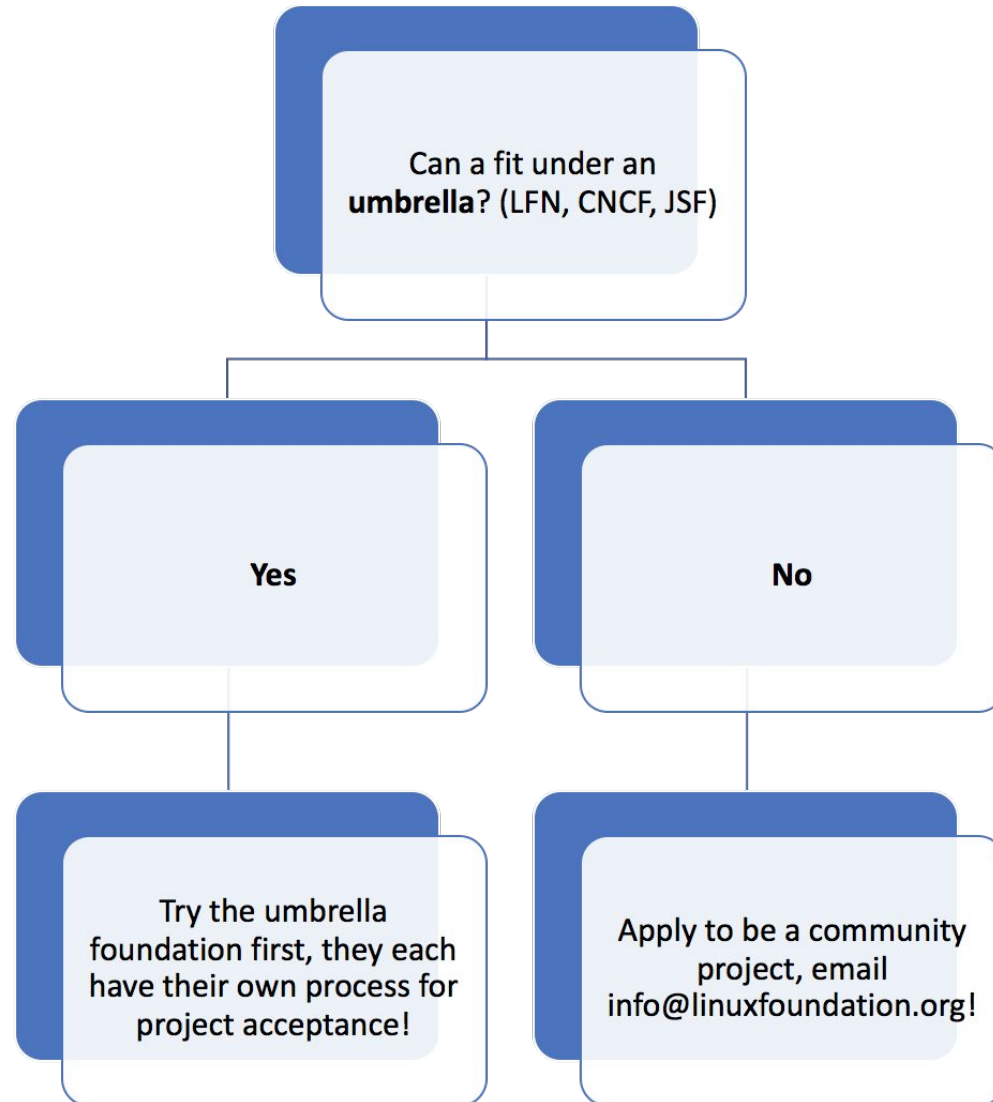 Can a fit under an
umbrella? (LFN, CNCF, JSF)
Yes
No
Try the umbrella
foundation first, they each
have their own process for
project acceptance!
Apply to be a community
project, email
info@linuxfoundation.org!